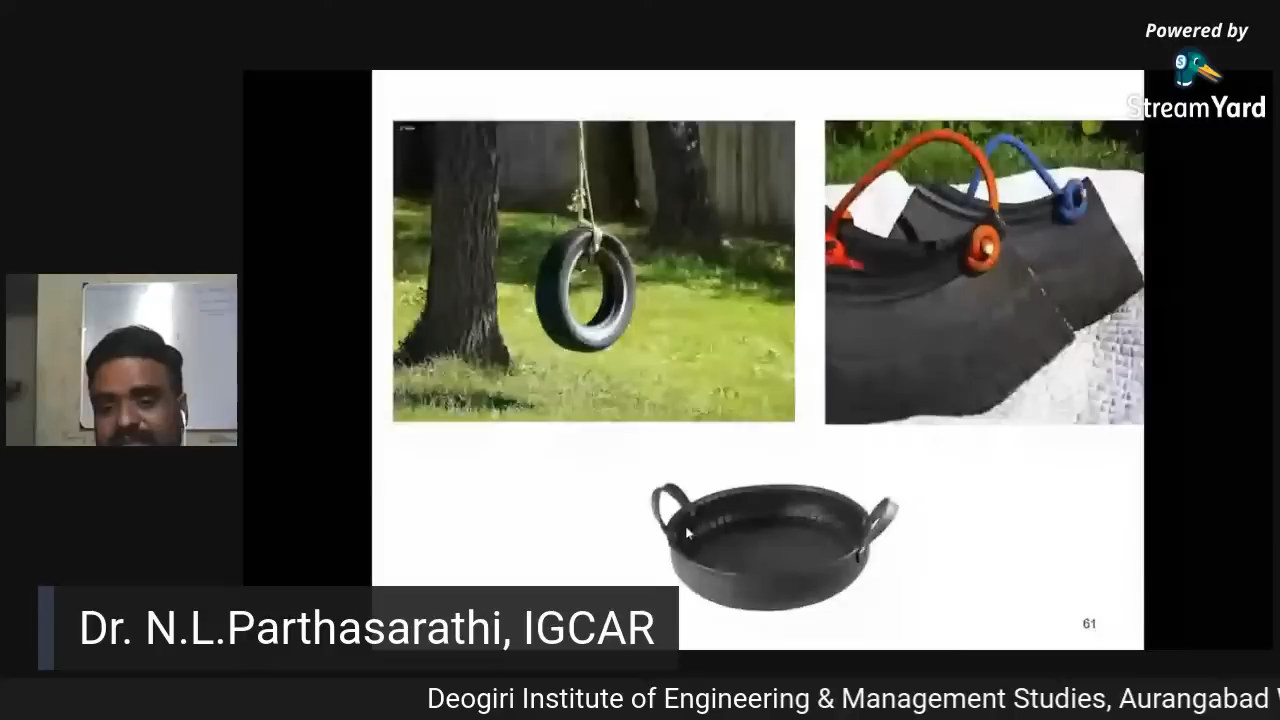 Powered by
StreamYard
Dr. N.L.Parthasarathi, IGCAR
61
Deogiri Institute of Engineering & Management Studies, Aurangabad